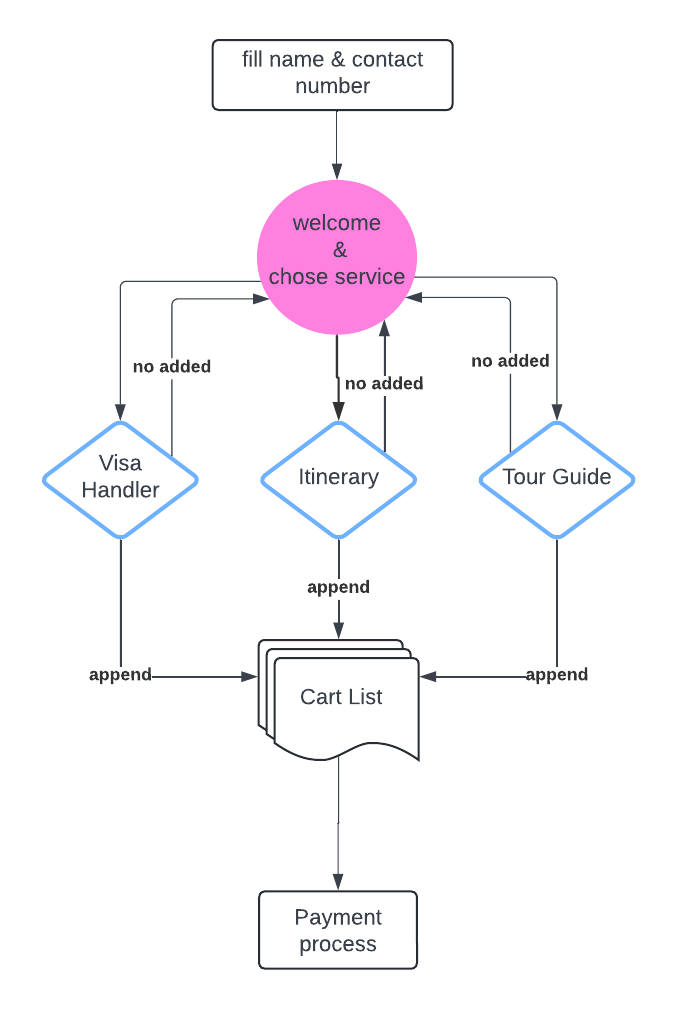 fill name & contact
number
welcome
&
chose service
no added
no added
no added
Visa
Handler
Itinerary
Tour Guide
append
append
append
Cart List
Payment
process